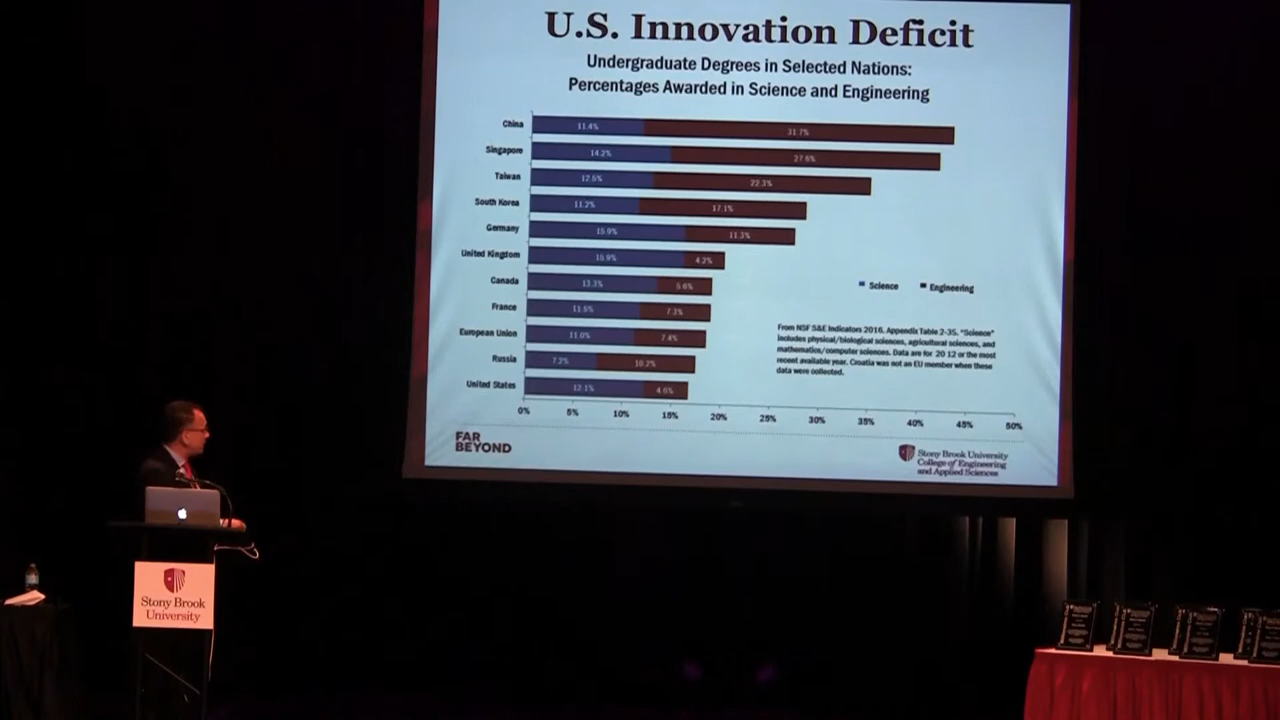 U.S. Innovation Deficit
Undergraduate Degrees in Selected Nations:
Percentages Awarded in Science and Engineering
China 11.4% 31.7%
Singapore 14.2% 27.6%
Taiwan 12.5% 22.3%
South Korea 11.2% 17.1%
Germany 15.9% 11.3%
United Kingdom 15.9% 4.2%
Canada 13.3% 5.6%
France 11.5% 7.3%
European Union 11.0% 7.4%
Russia 7.2% 10.2%
United States 12.1% 4.6%
Science Engineering
From NSF S&E Indicators 2016. Appendix Table 2-35. "Science"
includes physical/biological sciences, agricultural sciences, and
mathematics/computer sciences. Data are for 2012 or the most
recent available year. Croatia was not an EU member when these
data were collected.
0% 5% 10% 15% 20% 25% 30% 35% 40% 45% 50%
FAR
BEYOND
Stony Brook University
College of Engineering
and Applied Sciences
Stony Brook
University